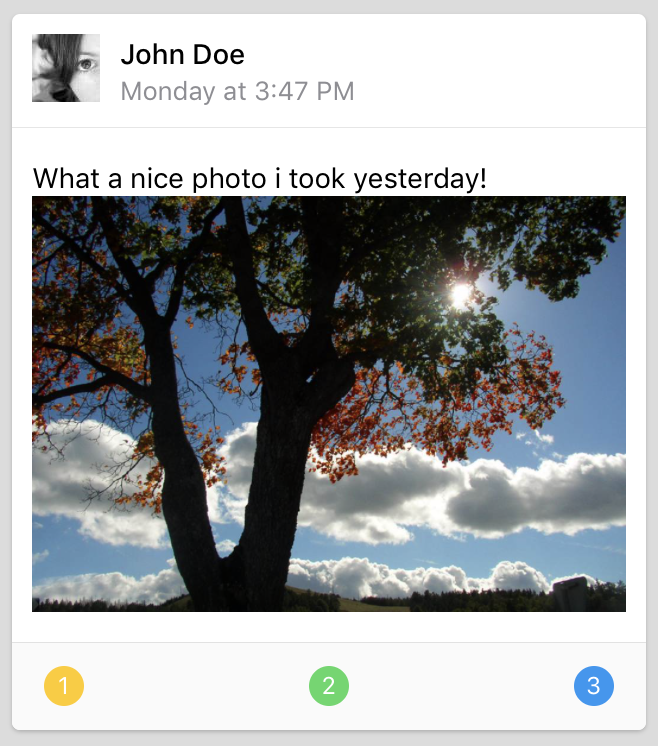 John Doe
Monday at 3:47 PM
What a nice photo i took yesterday!
1 2 3